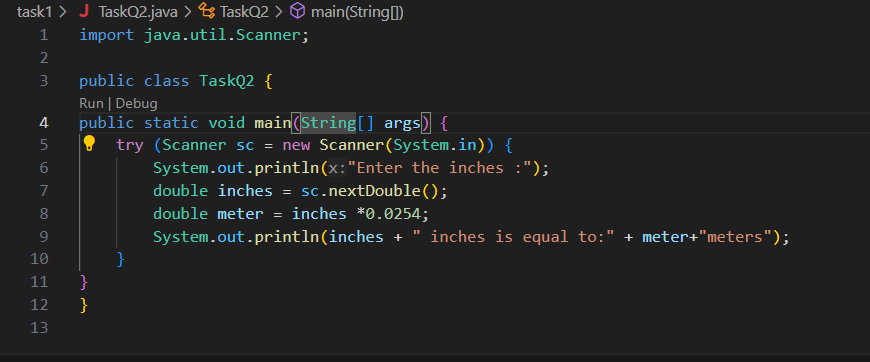 task1 > J TaskQ2.java > TaskQ2 > main(String[])
1 import java.util.Scanner;
2
3 public class TaskQ2 {
Run | Debug
4 public static void main(String[] args) {
5 try (Scanner sc = new Scanner(System.in)) {
6 System.out.println(x:"Enter the inches :");
7 double inches = sc.nextDouble();
8 double meter = inches *0.0254;
9 System.out.println(inches + " inches is equal to:" + meter+"meters");
10 }
11 }
12 }
13